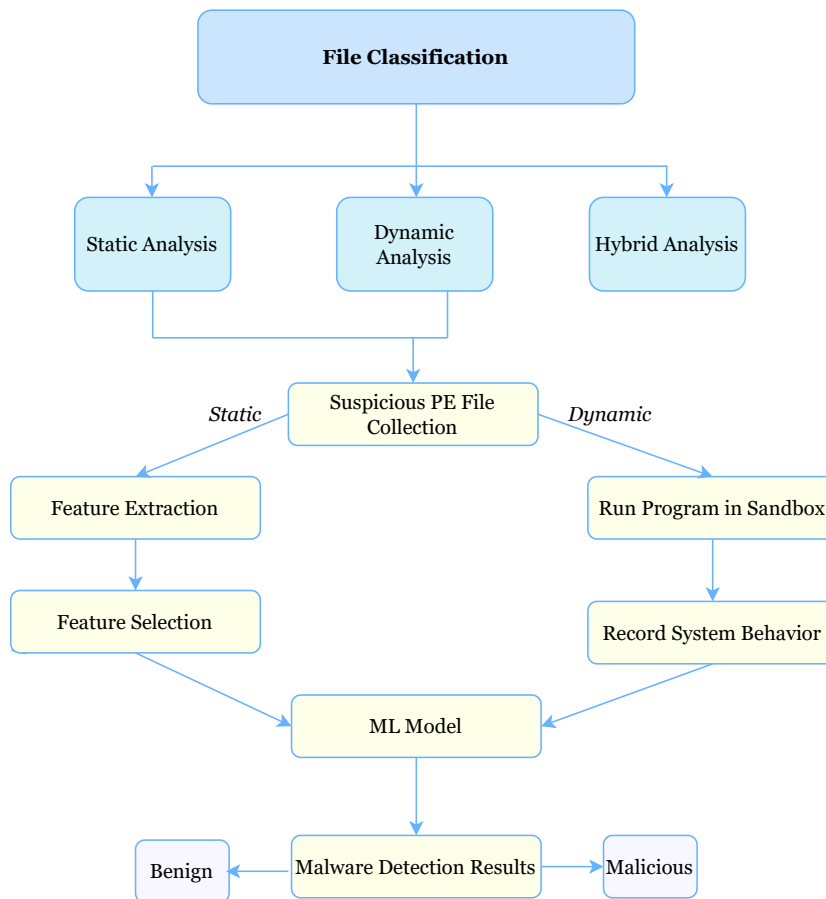 File Classification
Static Analysis
Dynamic
Analysis
Hybrid Analysis
Suspicious PE File
Collection
Static
Dynamic
Feature Extraction
Run Program in Sandbox
Feature Selection
Record System Behavior
ML Model
Benign
Malware Detection Results
Malicious